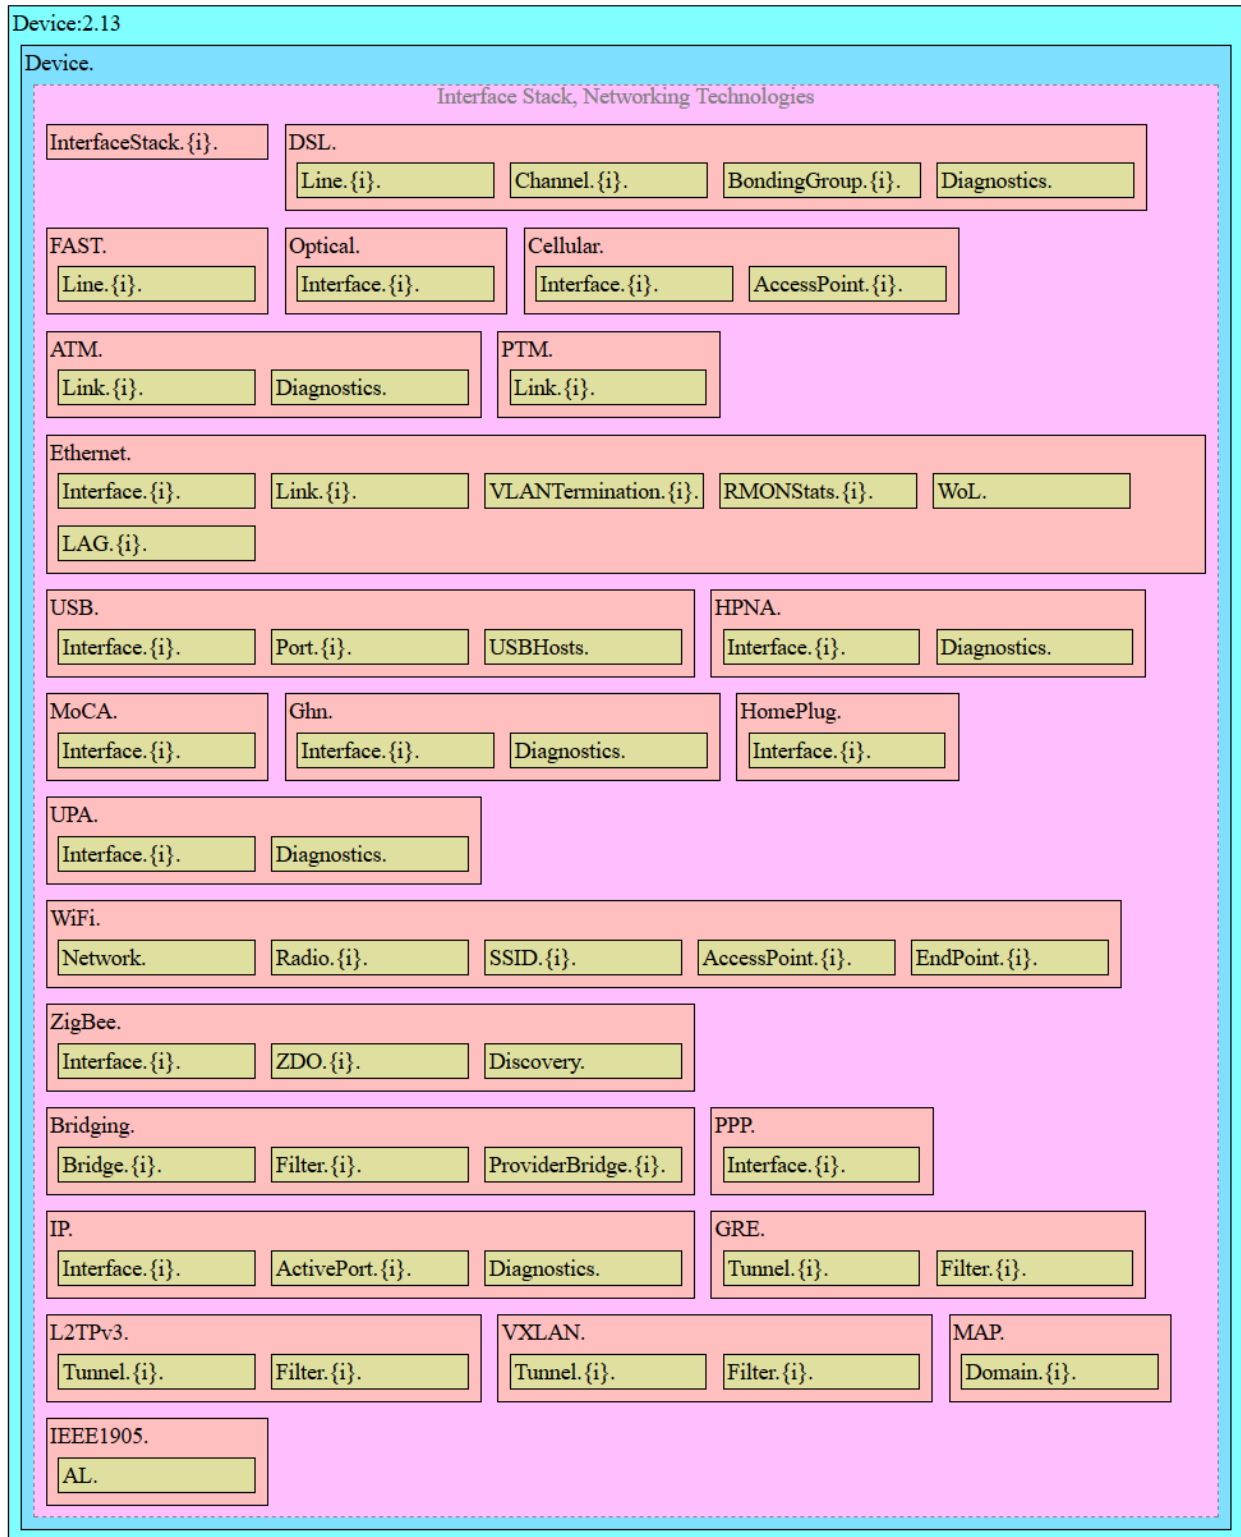 Device:2.13
Device.
Interface Stack, Networking Technologies
InterfaceStack.{i}.
DSL.
Line.{i}. Channel.{i}. BondingGroup.{i}. Diagnostics.
FAST. Optical. Cellular.
Line.{i}. Interface.{i}. Interface.{i}. AccessPoint.{i}.
ATM. PTM.
Link.{i}. Diagnostics. Link.{i}.
Ethernet.
Interface.{i}. Link.{i}. VLANTermination.{i}. RMONStats.{i}. WoL.
LAG.{i}.
USB. HPNA.
Interface.{i}. Port.{i}. USBHosts. Interface.{i}. Diagnostics.
MoCA. Ghn. HomePlug.
Interface.{i}. Interface.{i}. Diagnostics. Interface.{i}.
UPA.
Interface.{i}. Diagnostics.
WiFi.
Network. Radio.{i}. SSID.{i}. AccessPoint.{i}. EndPoint.{i}.
ZigBee.
Interface.{i}. ZDO.{i}. Discovery.
Bridging. PPP.
Bridge.{i}. Filter.{i}. ProviderBridge.{i}. Interface.{i}.
IP. GRE.
Interface.{i}. ActivePort.{i}. Diagnostics. Tunnel.{i}. Filter.{i}.
L2TPv3. VXLAN. MAP.
Tunnel.{i}. Filter.{i}. Tunnel.{i}. Filter.{i}. Domain.{i}.
IEEE1905.
AL.